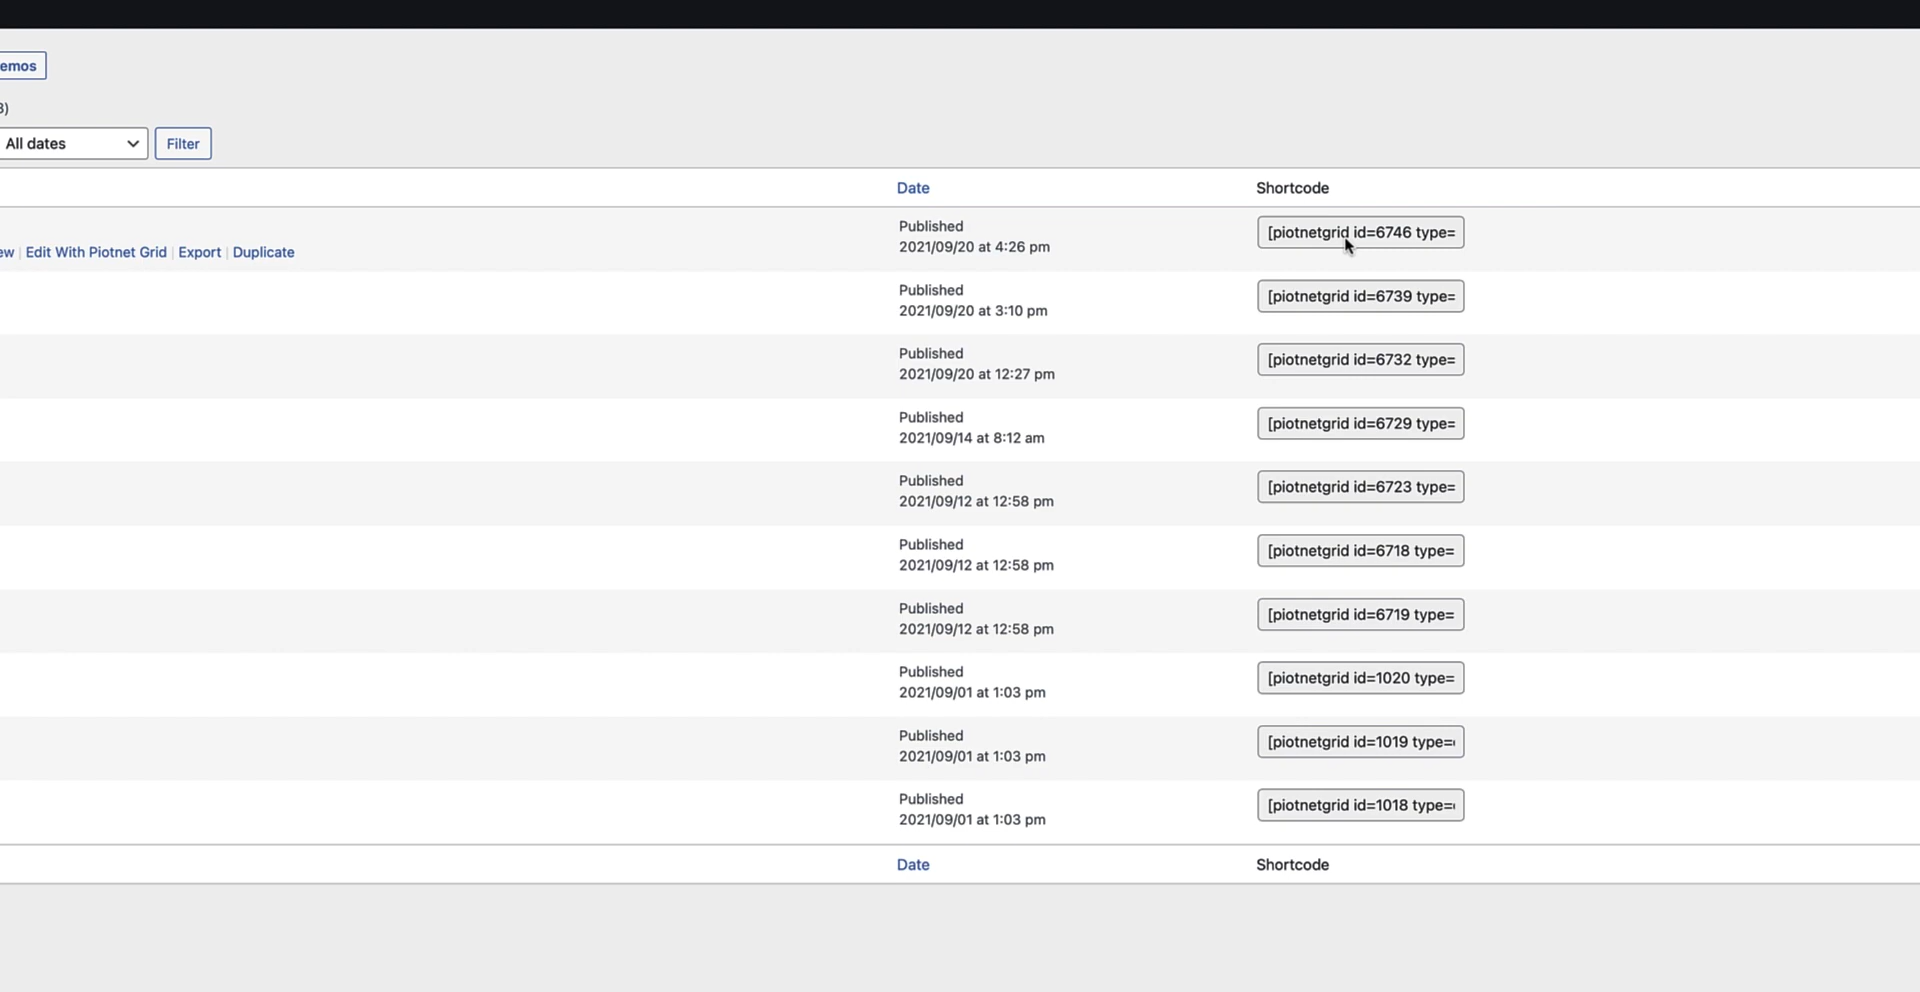 emos
3)
All dates
Filter
Date
Shortcode
Published
2021/09/20 at 4:26 pm
[piotnetgrid id=6746 type=
ew | Edit With Piotnet Grid | Export | Duplicate
Published
2021/09/20 at 3:10 pm
[piotnetgrid id=6739 type=
Published
2021/09/20 at 12:27 pm
[piotnetgrid id=6732 type=
Published
2021/09/14 at 8:12 am
[piotnetgrid id=6729 type=
Published
2021/09/12 at 12:58 pm
[piotnetgrid id=6723 type=
Published
2021/09/12 at 12:58 pm
[piotnetgrid id=6718 type=
Published
2021/09/12 at 12:58 pm
[piotnetgrid id=6719 type=
Published
2021/09/01 at 1:03 pm
[piotnetgrid id=1020 type=
Published
2021/09/01 at 1:03 pm
[piotnetgrid id=1019 type=
Published
2021/09/01 at 1:03 pm
[piotnetgrid id=1018 type=
Date
Shortcode